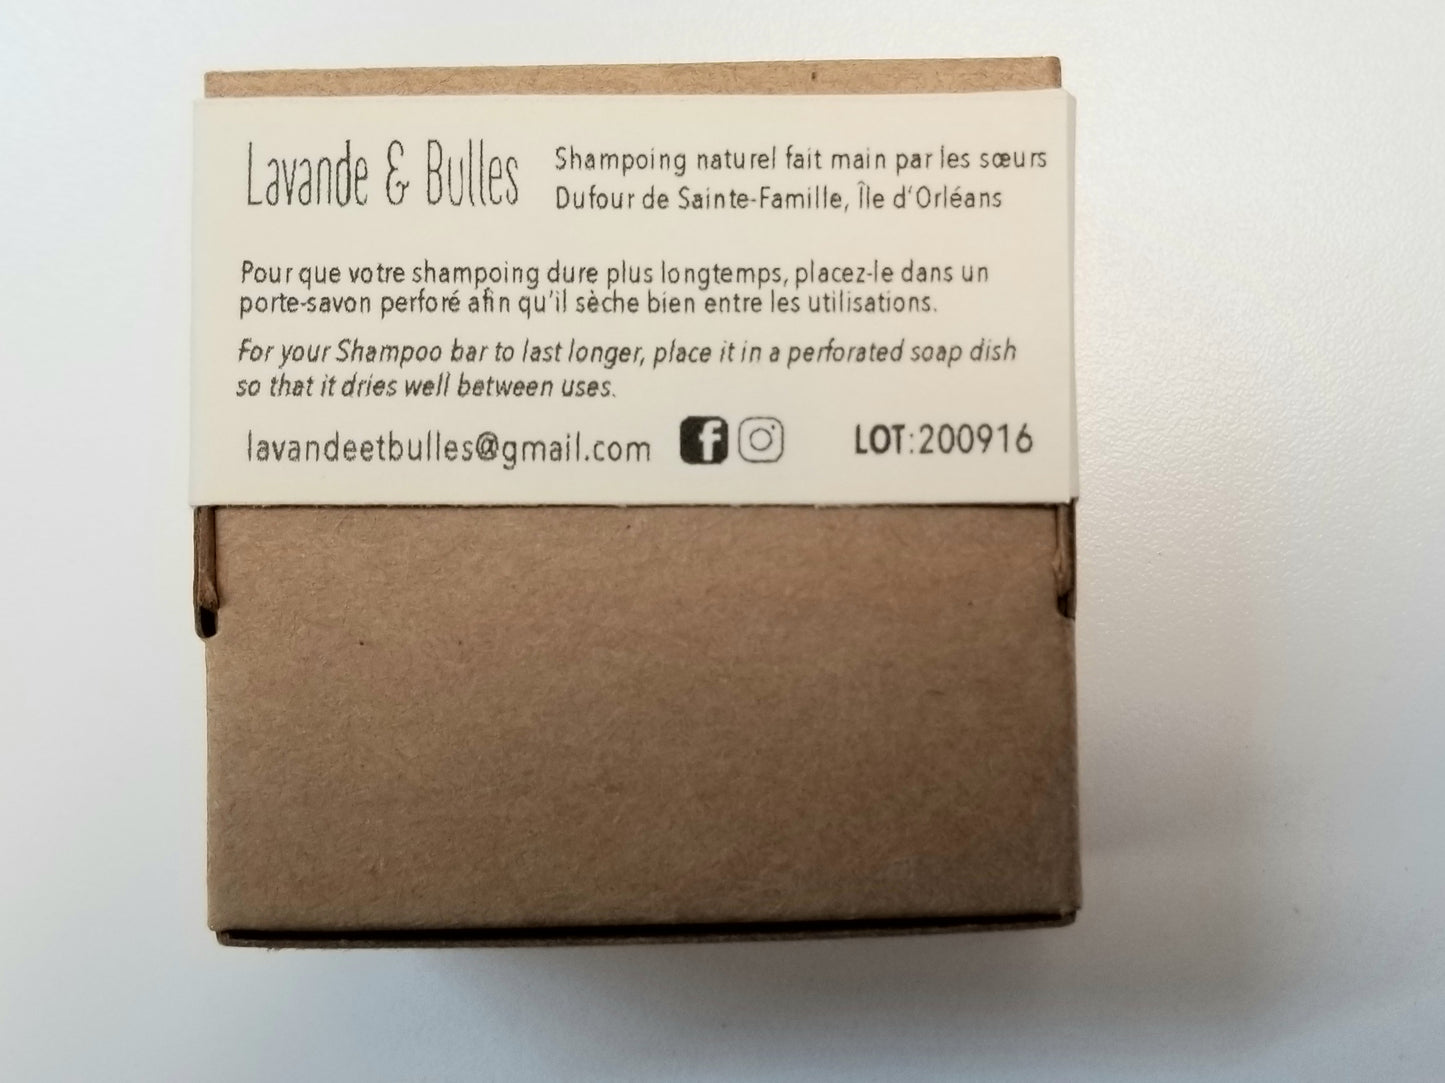 Lavande & Bulles
Shampoing naturel fait main par les sœurs
Dufour de Sainte-Famille, Île d'Orléans
Pour que votre shampoing dure plus longtemps, placez-le dans un
porte-savon perforé afin qu'il sèche bien entre les utilisations.
For your Shampoo bar to last longer, place it in a perforated soap dish
so that it dries well between uses.
lavandeetbulles@gmail.com
LOT:200916